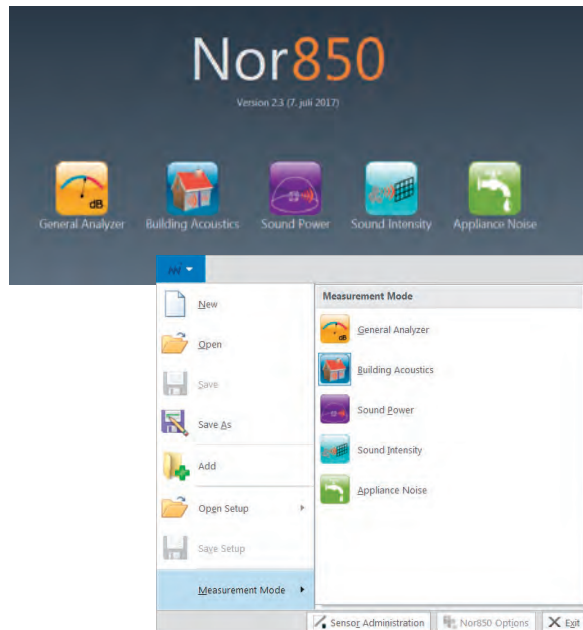 Nor850
Version 2.3 (7. juli 2017)
dB
General Analyzer
Building Acoustics
Sound Power
Sound Intensity
Appliance Noise
New
Open
Save
Save As
Add
Open Setup
Save Setup
Measurement Mode
Measurement Mode
dB
General Analyzer
Building Acoustics
Sound Power
Sound Intensity
Appliance Noise
Sensor Administration
Nor850 Options
Exit